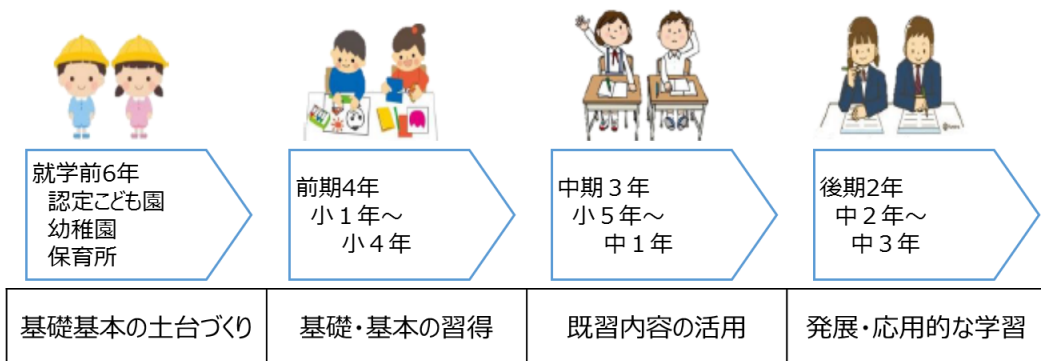 就学前6年
認定こども園
幼稚園
保育所
前期4年
小１年～
小４年
中期３年
小５年～
中１年
後期2年
中２年～
中３年
基礎基本の土台づくり
基礎・基本の習得
既習内容の活用
発展・応用的な学習